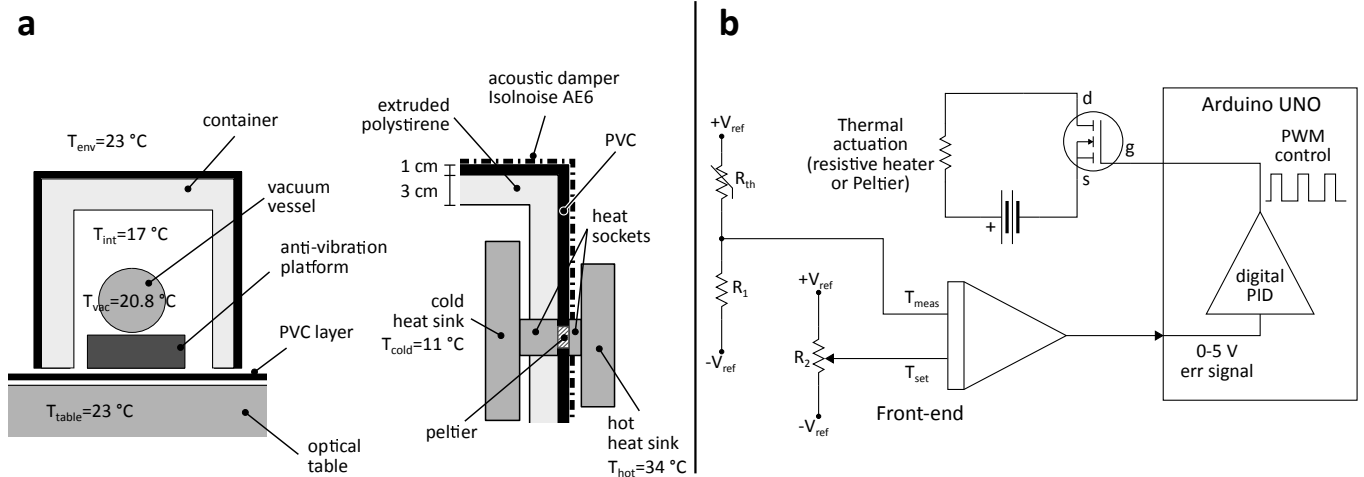 a
T_env=23 °C
container
vacuum
vessel
T_int=17 °C
anti-vibration
platform
T_vac=20.8 °C
PVC layer
T_table=23 °C
optical
table
acoustic damper
Isolnoise AE6
extruded
polystirene
PVC
1 cm
3 cm
heat
sockets
cold
heat sink
T_cold=11 °C
peltier
hot
heat sink
T_hot=34 °C
b
+V_ref
R_th
R_1
-V_ref
Thermal
actuation
(resistive heater
or Peltier)
d
g
s
+
+V_ref
R_2
-V_ref
T_meas
T_set
Front-end
Arduino UNO
PWM
control
digital
PID
0-5 V
err signal